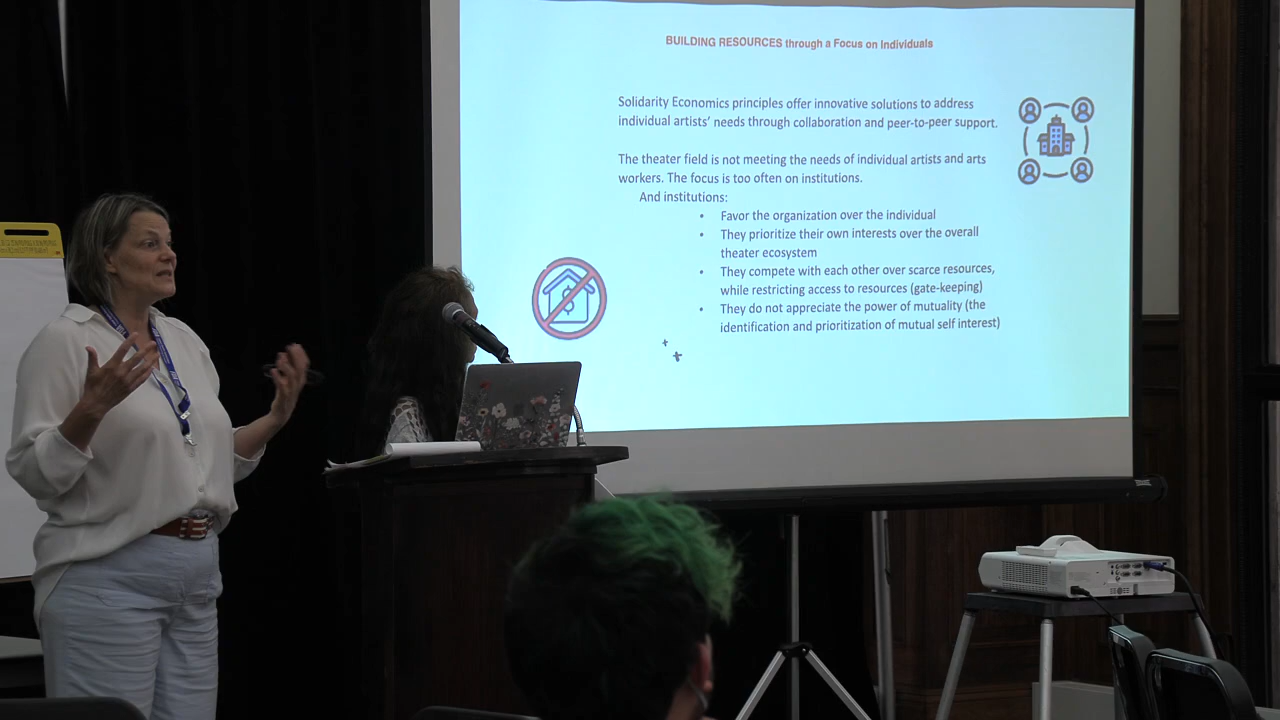 BUILDING RESOURCES through a Focus on Individuals
Solidarity Economics principles offer innovative solutions to address
individual artists' needs through collaboration and peer-to-peer support.
The theater field is not meeting the needs of individual artists and arts
workers. The focus is too often on institutions.
And institutions:
• Favor the organization over the individual
• They prioritize their own interests over the overall
theater ecosystem
• They compete with each other over scarce resources,
while restricting access to resources (gate-keeping)
• They do not appreciate the power of mutuality (the
identification and prioritization of mutual self interest)
$